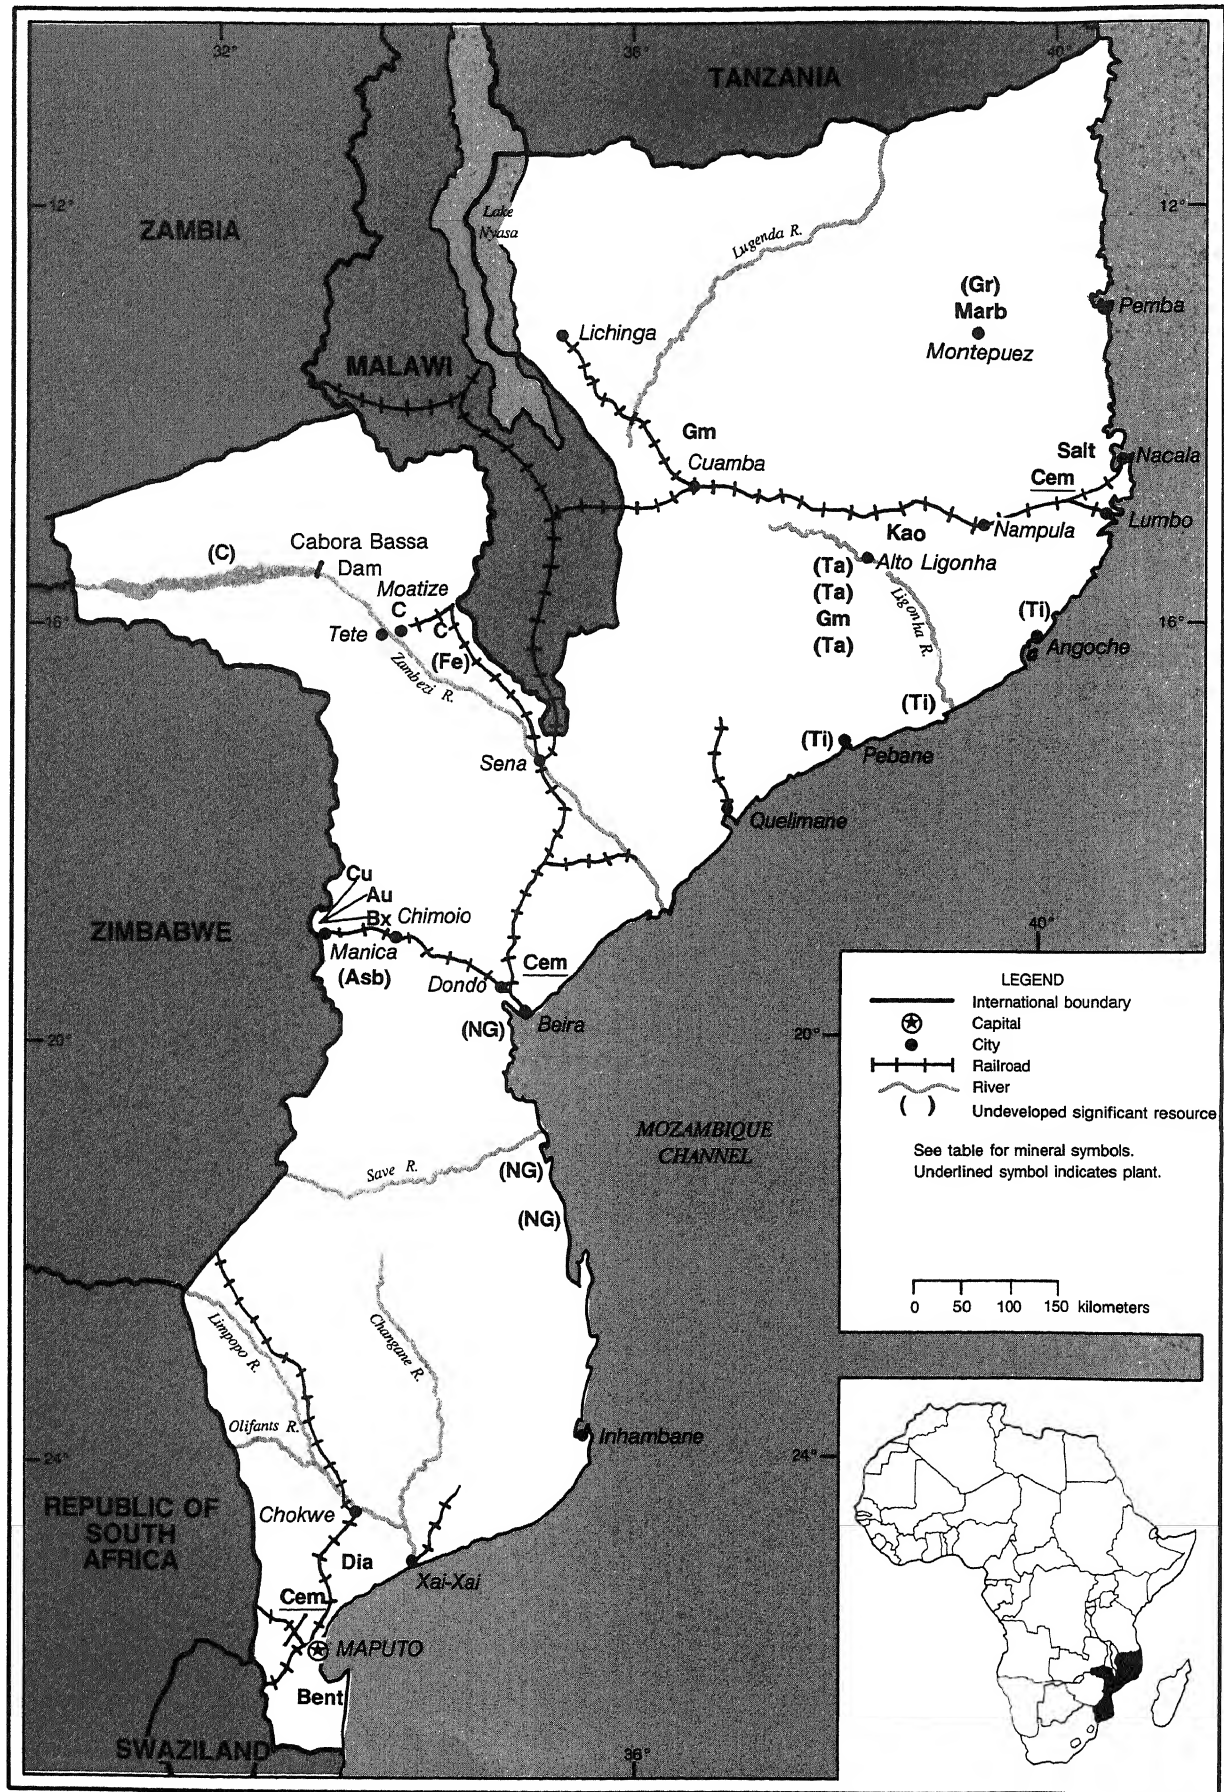 32°
36°
40°
TANZANIA
12°
12°
ZAMBIA
Lake
Nyasa
Lugenda R.
(Gr)
Marb
Montepuez
Pemba
Lichinga
MALAWI
Gm
Cuamba
Salt
Nacala
Cem
Lumbo
Nampula
Kao
Alto Ligonha
(Ta)
(Ta)
Gm
(Ta)
Ligonha R.
(C)
Cabora Bassa
Dam
Moatize
C
C
Tete
(Fe)
Zambezi R.
16°
16°
(Ti)
Angoche
(Ti)
(Ti)
Pebane
Sena
Quelimane
Cu
Au
Bx
Chimoio
ZIMBABWE
Manica
(Asb)
Dondo
Cem
Beira
(NG)
40°
20°
20°
LEGEND
International boundary
Capital
City
Railroad
River
( ) Undeveloped significant resource
See table for mineral symbols.
Underlined symbol indicates plant.
0 50 100 150 kilometers
MOZAMBIQUE
CHANNEL
Save R.
(NG)
(NG)
Limpopo R.
Changane R.
Olifants R.
Inhambane
24°
24°
REPUBLIC OF
SOUTH
AFRICA
Chokwe
Dia
Xai-Xai
Cem
MAPUTO
Bent
SWAZILAND
36°